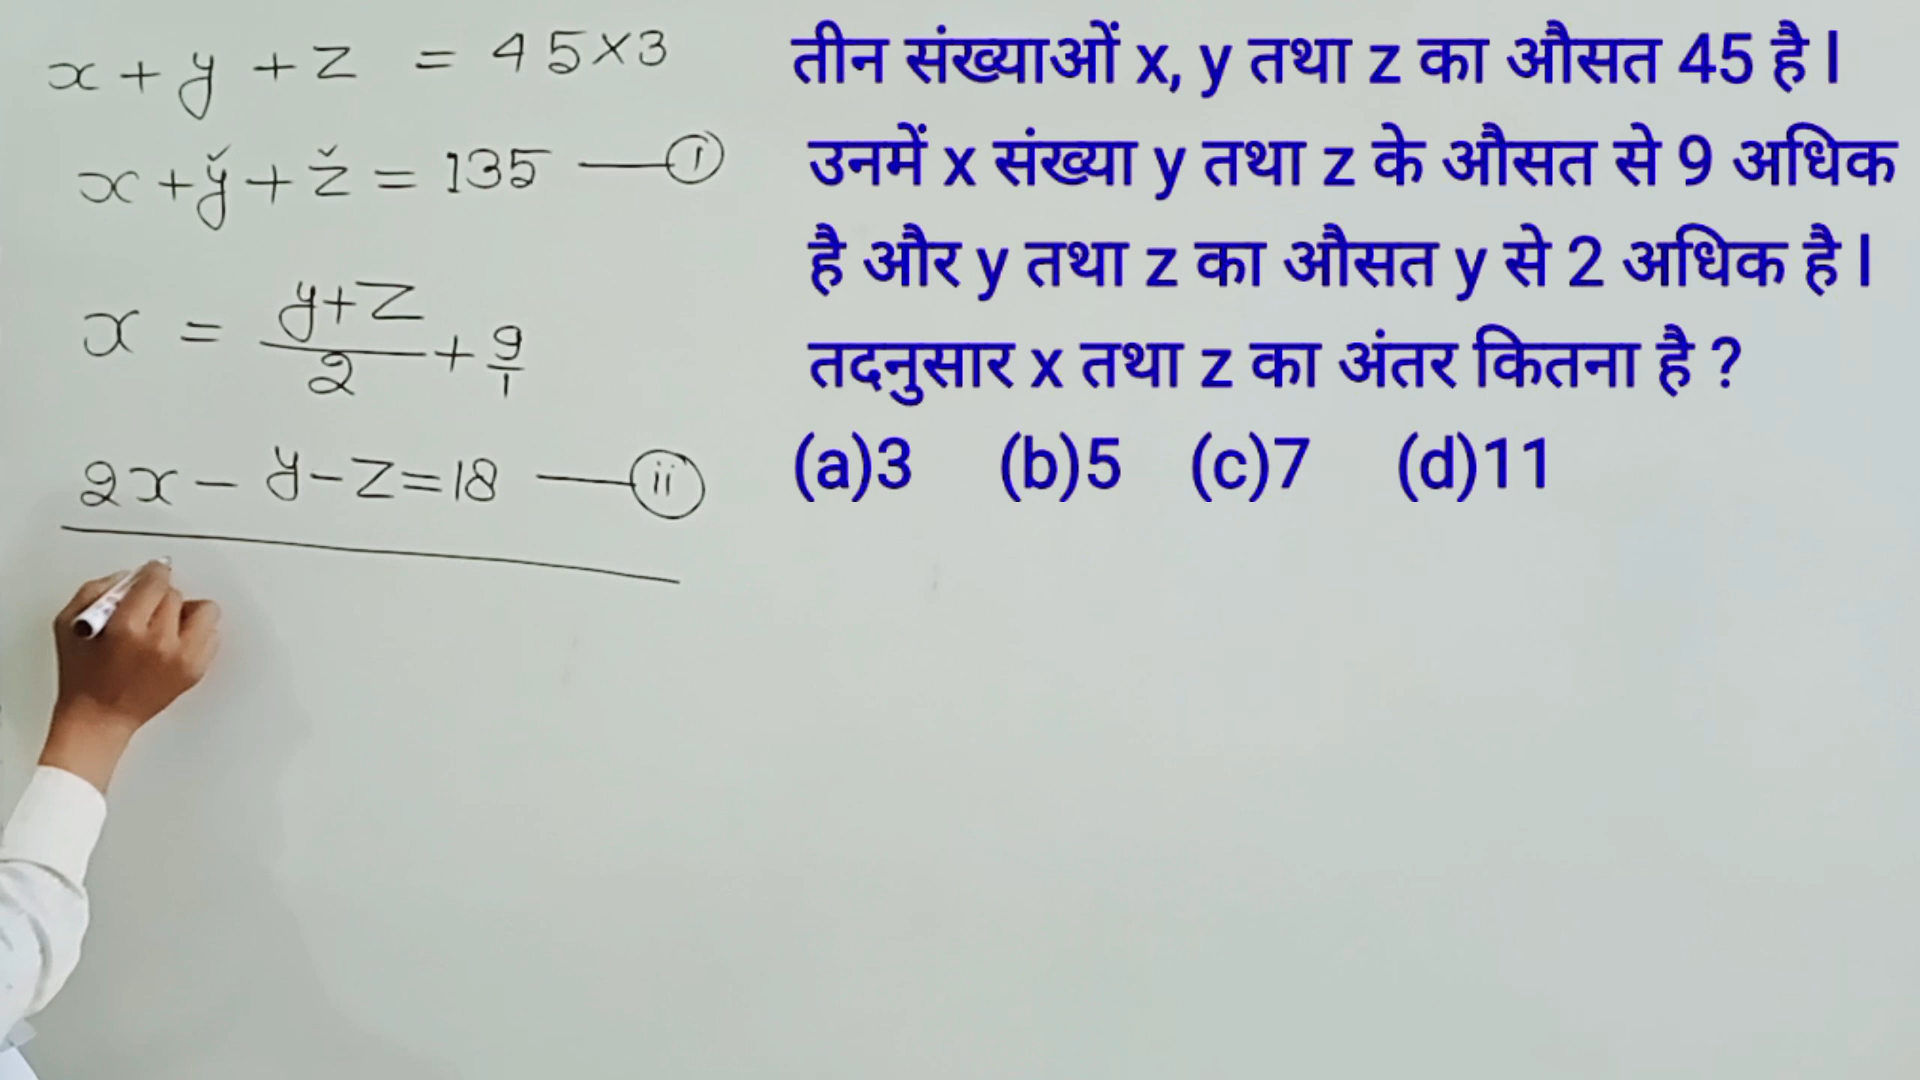 x + y + z = 45×3
x + y + z = 135 — i
x = y+z/2 + 9/1
2x - y - z = 18 — ii
तीन संख्याओं x, y तथा z का औसत 45 है।
उनमें x संख्या y तथा z के औसत से 9 अधिक
है और y तथा z का औसत y से 2 अधिक है।
तदनुसार x तथा z का अंतर कितना है ?
(a)3 (b)5 (c)7 (d)11